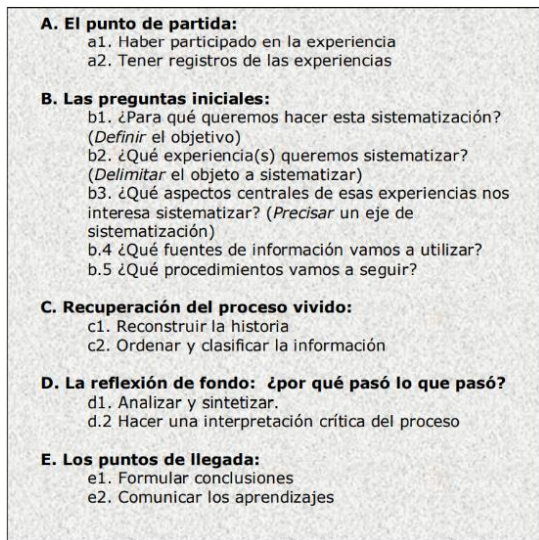 A. El punto de partida:
a1. Haber participado en la experiencia
a2. Tener registros de las experiencias
B. Las preguntas iniciales:
b1. ¿Para qué queremos hacer esta sistematización?
(Definir el objetivo)
b2. ¿Qué experiencia(s) queremos sistematizar?
(Delimitar el objeto a sistematizar)
b3. ¿Qué aspectos centrales de esas experiencias nos
interesa sistematizar? (Precisar un eje de
sistematización)
b.4 ¿Qué fuentes de información vamos a utilizar?
b.5 ¿Qué procedimientos vamos a seguir?
C. Recuperación del proceso vivido:
c1. Reconstruir la historia
c2. Ordenar y clasificar la información
D. La reflexión de fondo: ¿por qué pasó lo que pasó?
d1. Analizar y sintetizar.
d.2 Hacer una interpretación crítica del proceso
E. Los puntos de llegada:
e1. Formular conclusiones
e2. Comunicar los aprendizajes